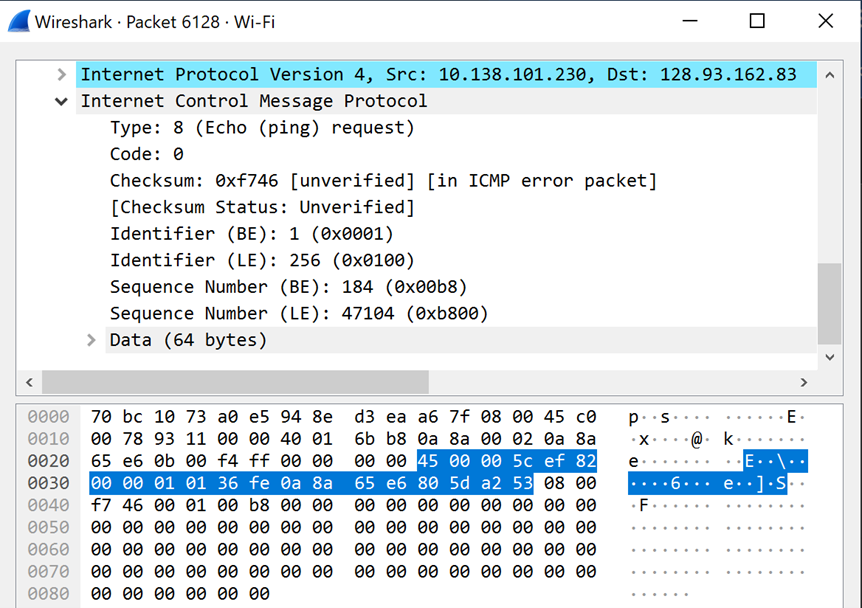 Wireshark · Packet 6128 · Wi-Fi
Internet Protocol Version 4, Src: 10.138.101.230, Dst: 128.93.162.83
Internet Control Message Protocol
Type: 8 (Echo (ping) request)
Code: 0
Checksum: 0xf746 [unverified] [in ICMP error packet]
[Checksum Status: Unverified]
Identifier (BE): 1 (0x0001)
Identifier (LE): 256 (0x0100)
Sequence Number (BE): 184 (0x00b8)
Sequence Number (LE): 47104 (0xb800)
Data (64 bytes)
0000 70 bc 10 73 a0 e5 94 8e d3 ea a6 7f 08 00 45 c0 p··s···· ······E·
0010 00 78 93 11 00 00 40 01 6b b8 0a 8a 00 02 0a 8a ·x····@· k·······
0020 65 e6 0b 00 f4 ff 00 00 00 00 45 00 00 5c ef 82 e······· ··E··\··
0030 00 00 01 01 36 fe 0a 8a 65 e6 80 5d a2 53 08 00 ····6··· e··]·S··
0040 f7 46 00 01 00 b8 00 00 00 00 00 00 00 00 00 00 ·F······ ········
0050 00 00 00 00 00 00 00 00 00 00 00 00 00 00 00 00 ········ ········
0060 00 00 00 00 00 00 00 00 00 00 00 00 00 00 00 00 ········ ········
0070 00 00 00 00 00 00 00 00 00 00 00 00 00 00 00 00 ········ ········
0080 00 00 00 00 00 00 ······